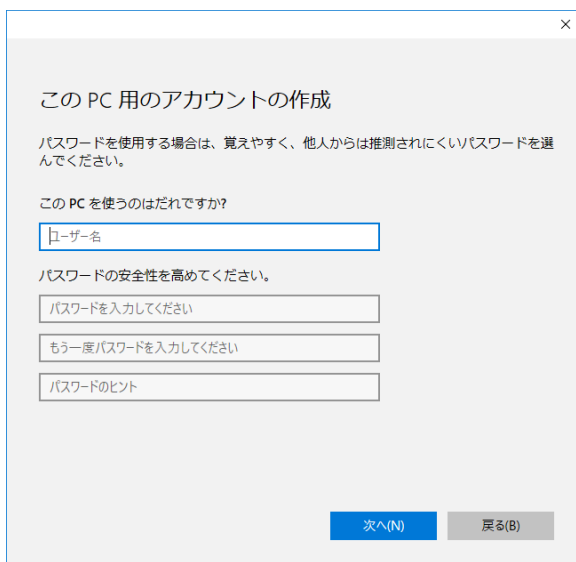 この PC 用のアカウントの作成
パスワードを使用する場合は、覚えやすく、他人からは推測されにくいパスワードを選
んでください。
この PC を使うのはだれですか?
ユーザー名
パスワードの安全性を高めてください。
パスワードを入力してください
もう一度パスワードを入力してください
パスワードのヒント
次へ(N)
戻る(B)